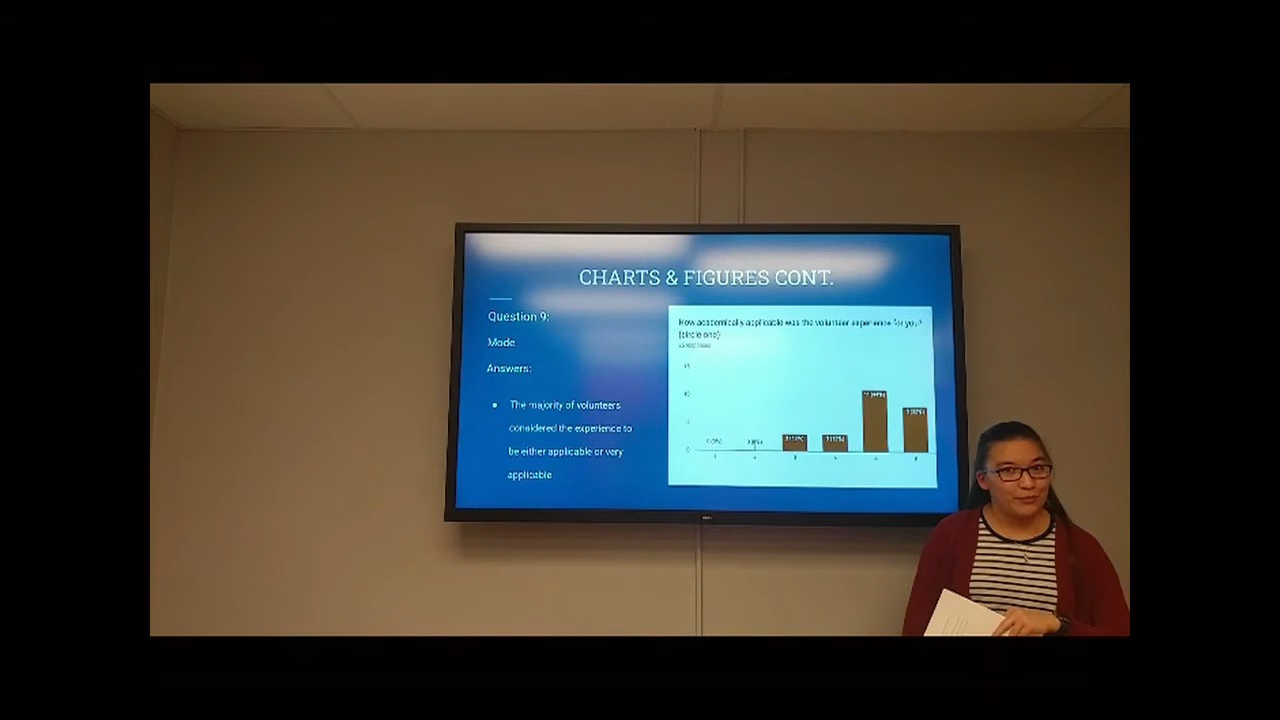 CHARTS & FIGURES CONT.
Question 9:
Mode
Answers:
● The majority of volunteers
considered the experience to
be either applicable or very
applicable
How academically applicable was the volunteer experience for you?
(circle one)